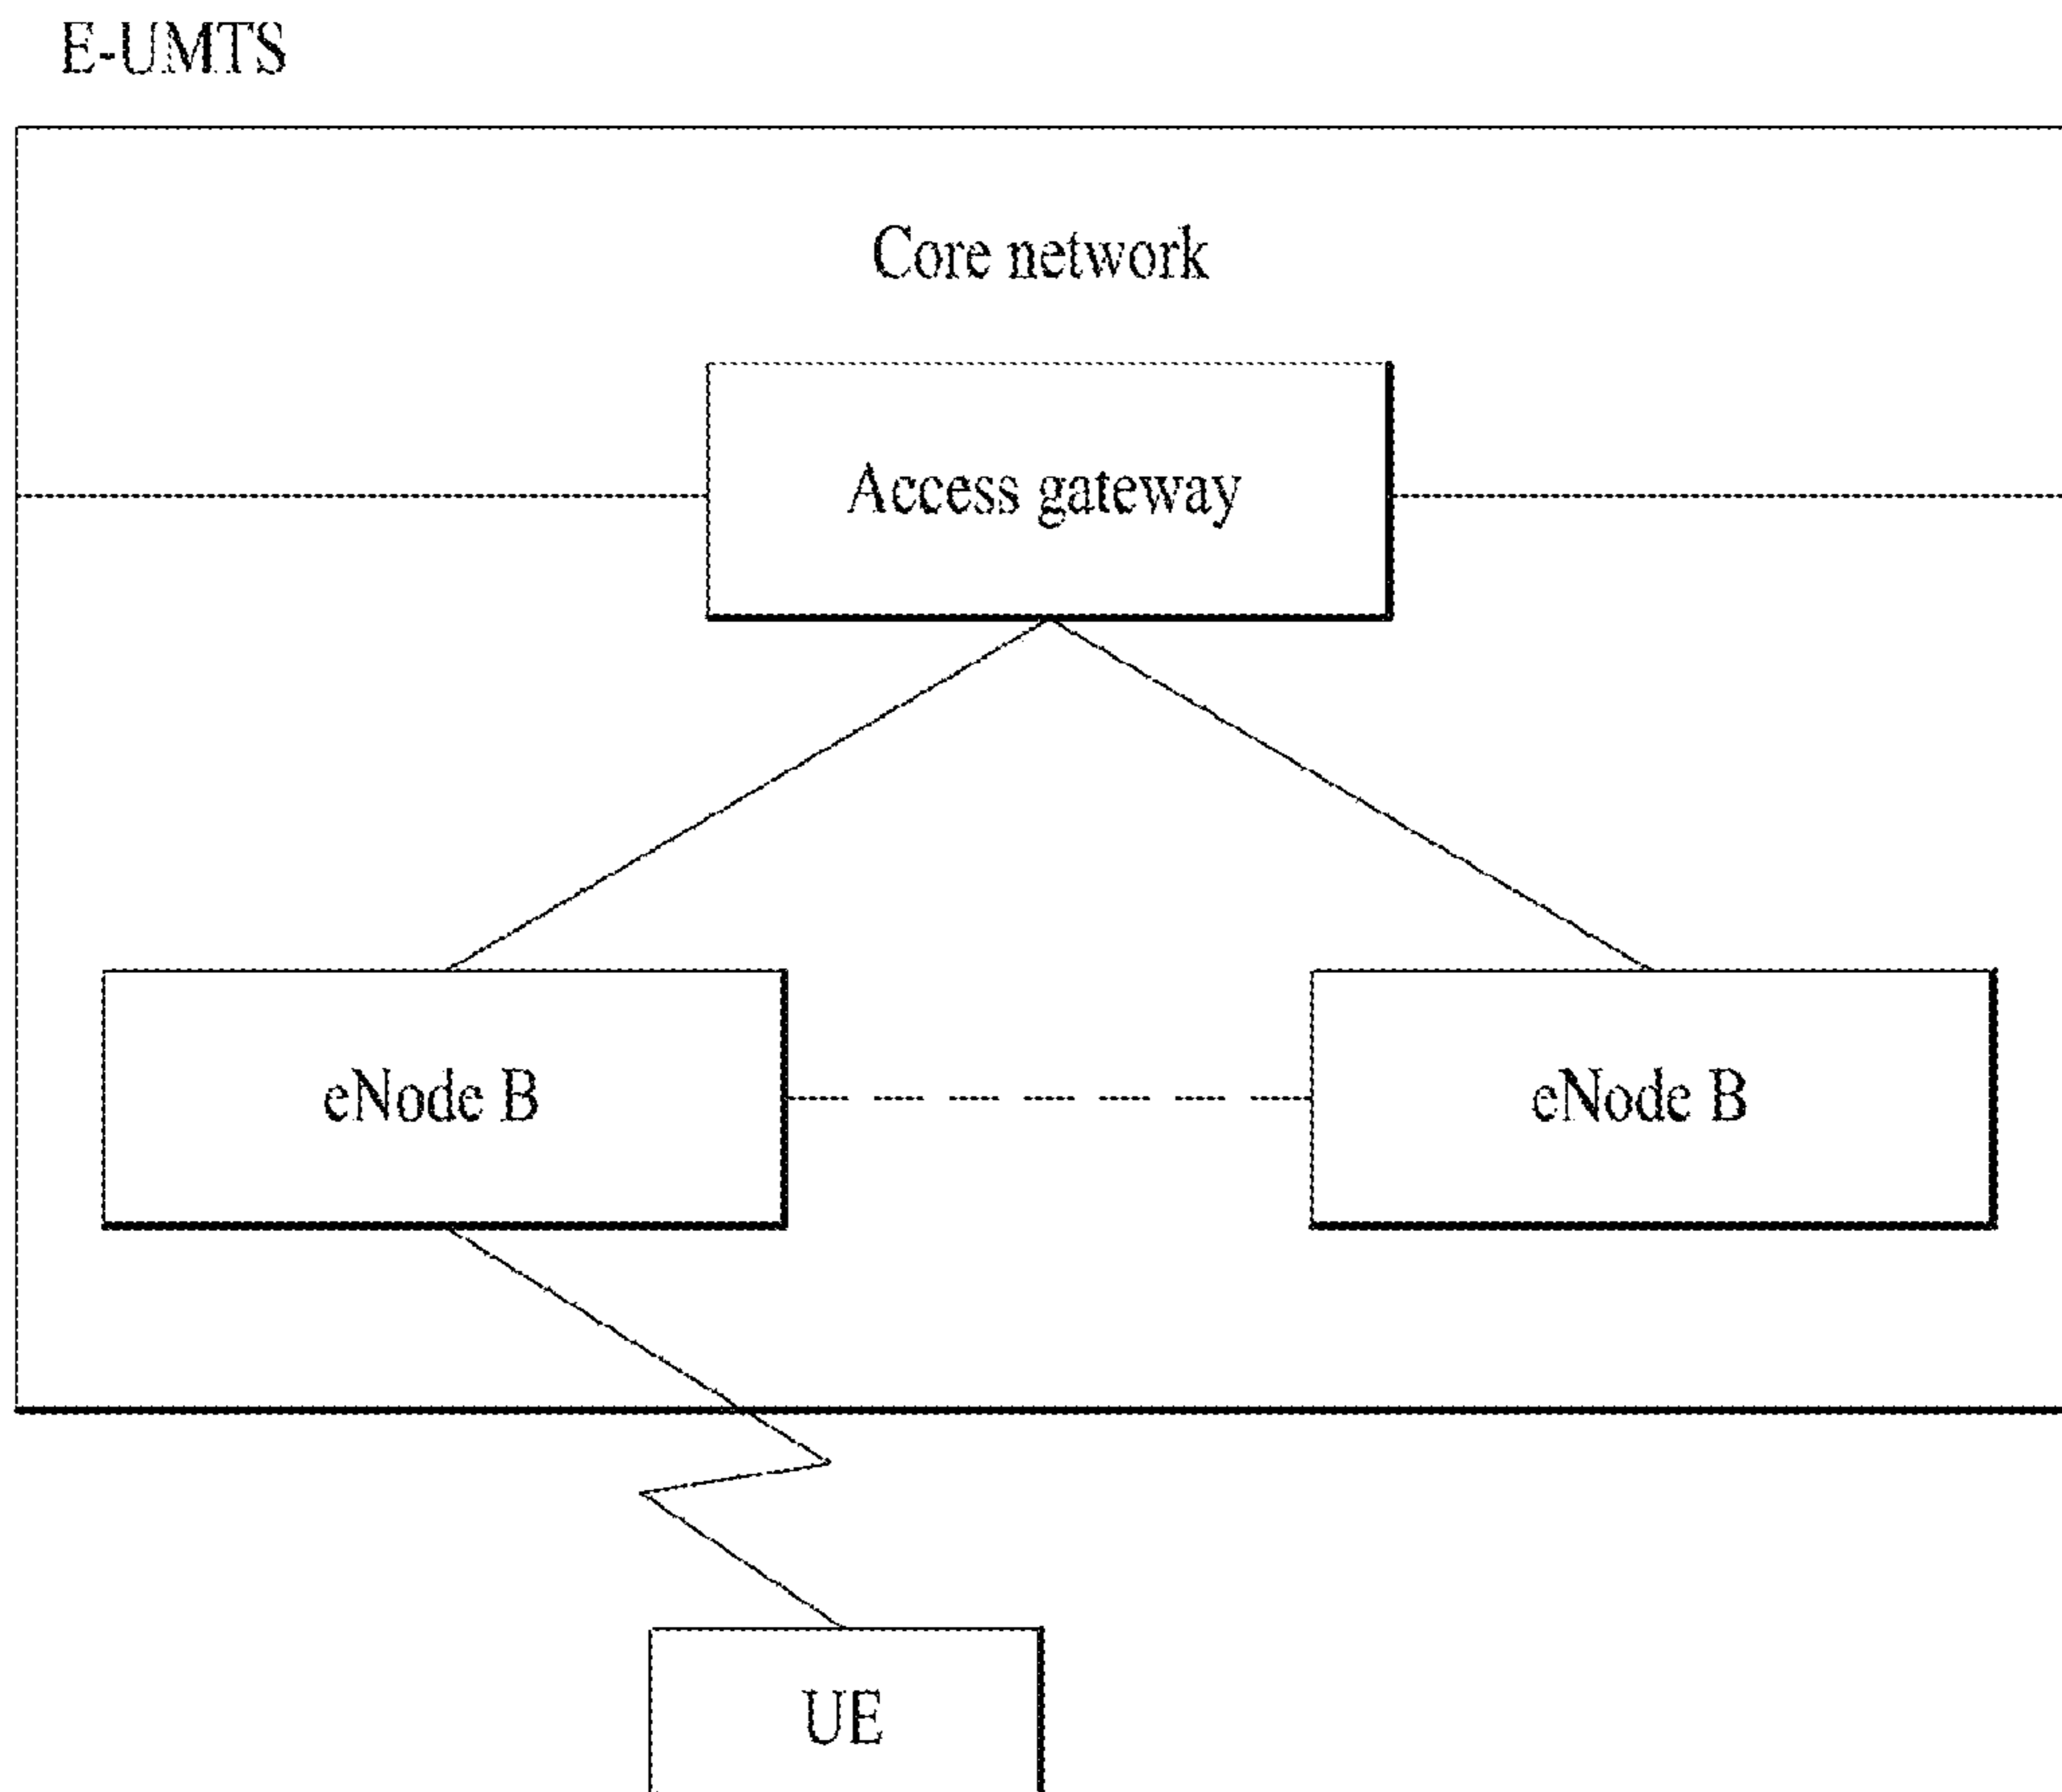 E-UMTS
Core network
Access gateway
eNode B
eNode B
UE